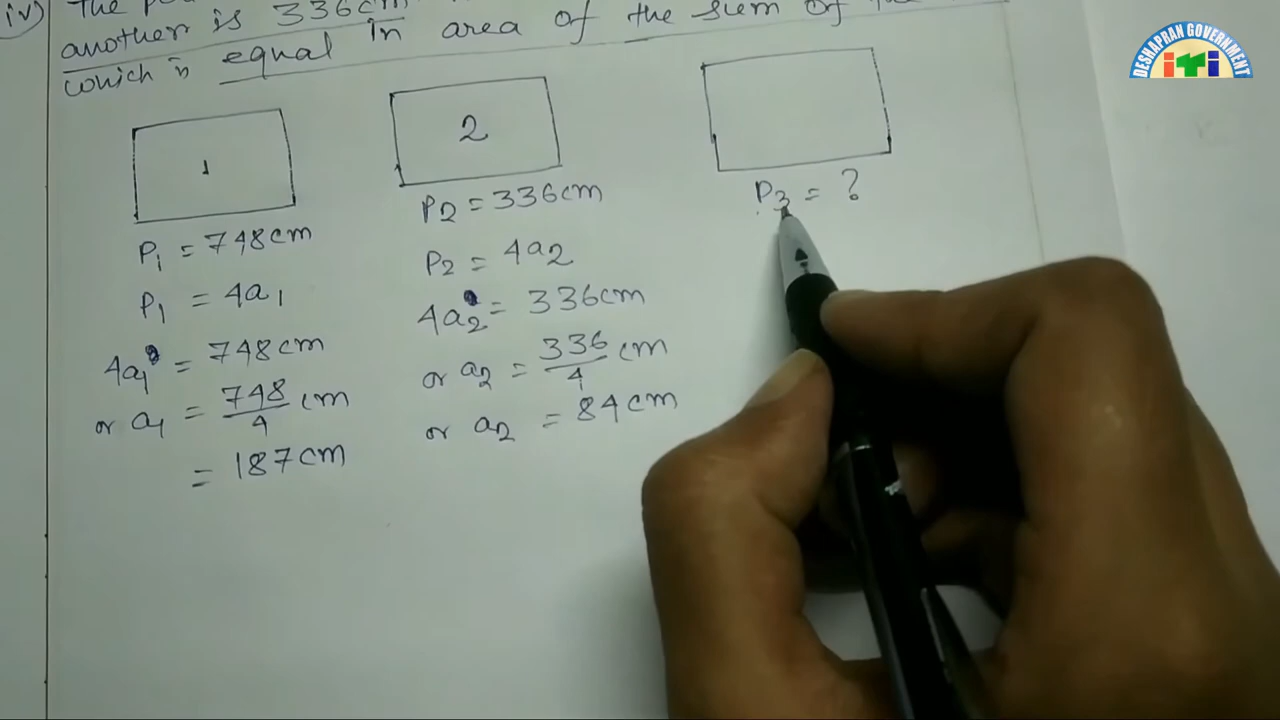 iv) The
another is 336cm
equal in area of the sum of
which is
1
2
P1 = 748cm
P1 = 4a1
4a1 = 748cm
or a1 = 748/4 cm
= 187cm
P2 = 336cm
P2 = 4a2
4a2 = 336cm
or a2 = 336/4 cm
or a2 = 84cm
P3 = ?
DESHAPRAN GOVERNMENT
iTi